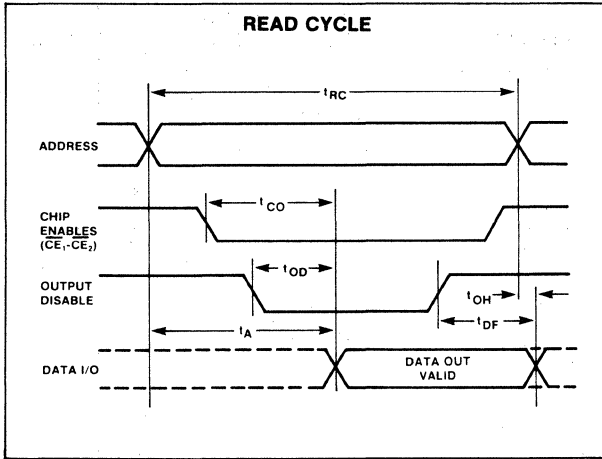 READ CYCLE
tRC
ADDRESS
tCO
CHIP
ENABLES
(CE₁-CE₂)
tOD
OUTPUT
DISABLE
tOH
tDF
tA
DATA I/O
DATA OUT
VALID